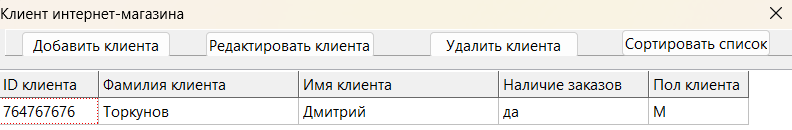 Клиент интернет-магазина
Добавить клиента Редактировать клиента Удалить клиента Сортировать список
ID клиента Фамилия клиента Имя клиента Наличие заказов Пол клиента
764767676 Торкунов Дмитрий да М